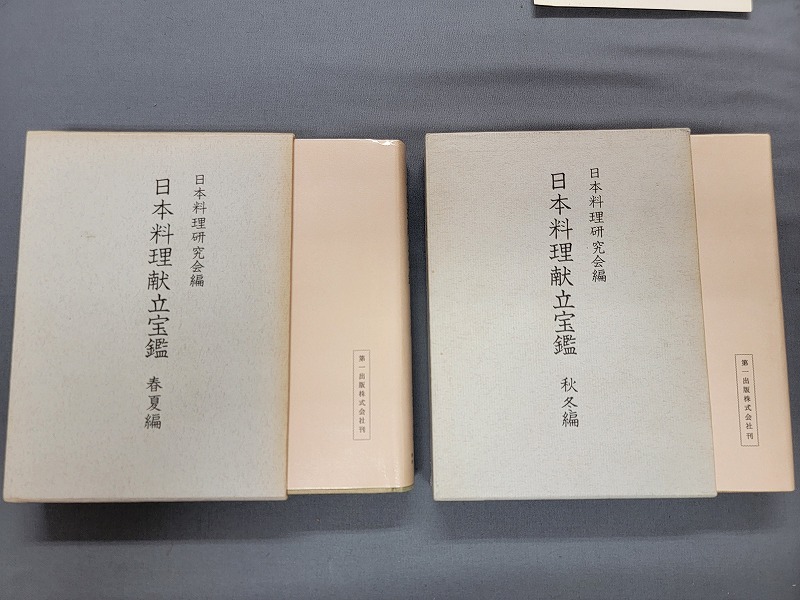 日本料理研究会編
日本料理献立宝鑑 春夏編
第一出版株式会社刊
日本料理研究会編
日本料理献立宝鑑 秋冬編
第一出版株式会社刊